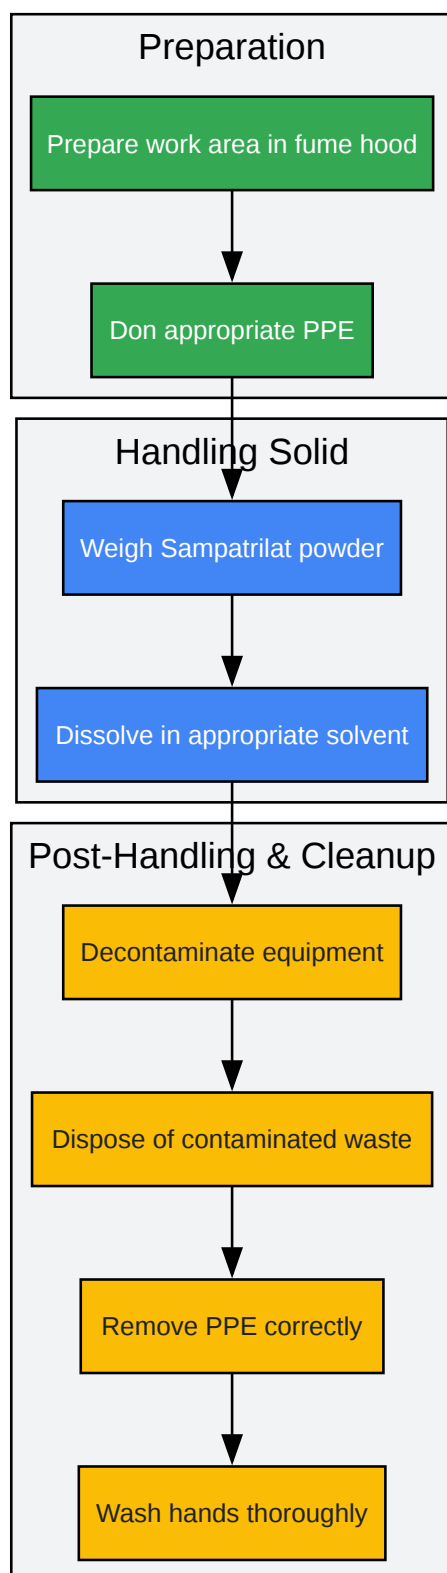 Preparation
Prepare work area in fume hood
Don appropriate PPE
Handling Solid
Weigh Sampatrilat powder
Dissolve in appropriate solvent
Post-Handling & Cleanup
Decontaminate equipment
Dispose of contaminated waste
Remove PPE correctly
Wash hands thoroughly